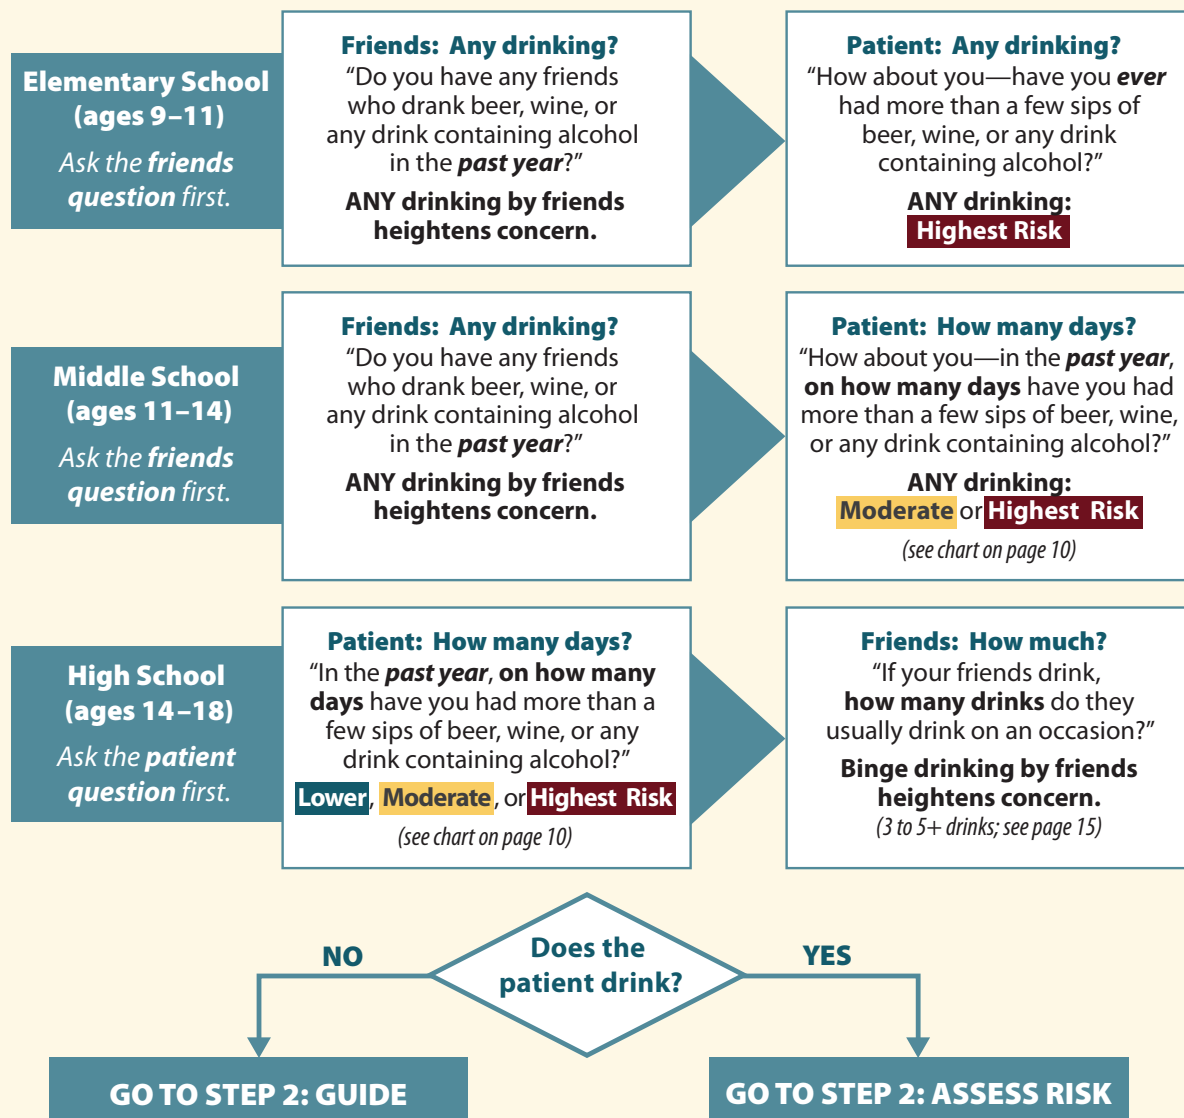 Elementary School
(ages 9–11)
Ask the friends
question first.
Friends: Any drinking?
“Do you have any friends
who drank beer, wine, or
any drink containing alcohol
in the past year?”
ANY drinking by friends
heightens concern.
Patient: Any drinking?
“How about you—have you ever
had more than a few sips of
beer, wine, or any drink
containing alcohol?”
ANY drinking:
Highest Risk
Middle School
(ages 11–14)
Ask the friends
question first.
Friends: Any drinking?
“Do you have any friends
who drank beer, wine, or
any drink containing alcohol
in the past year?”
ANY drinking by friends
heightens concern.
Patient: How many days?
“How about you—in the past year,
on how many days have you had
more than a few sips of beer, wine,
or any drink containing alcohol?”
ANY drinking:
Moderate or Highest Risk
(see chart on page 10)
High School
(ages 14–18)
Ask the patient
question first.
Patient: How many days?
“In the past year, on how many
days have you had more than a
few sips of beer, wine, or any
drink containing alcohol?”
Lower, Moderate, or Highest Risk
(see chart on page 10)
Friends: How much?
“If your friends drink,
how many drinks do they
usually drink on an occasion?”
Binge drinking by friends
heightens concern.
(3 to 5+ drinks; see page 15)
Does the
patient drink?
NO
YES
GO TO STEP 2: GUIDE
GO TO STEP 2: ASSESS RISK